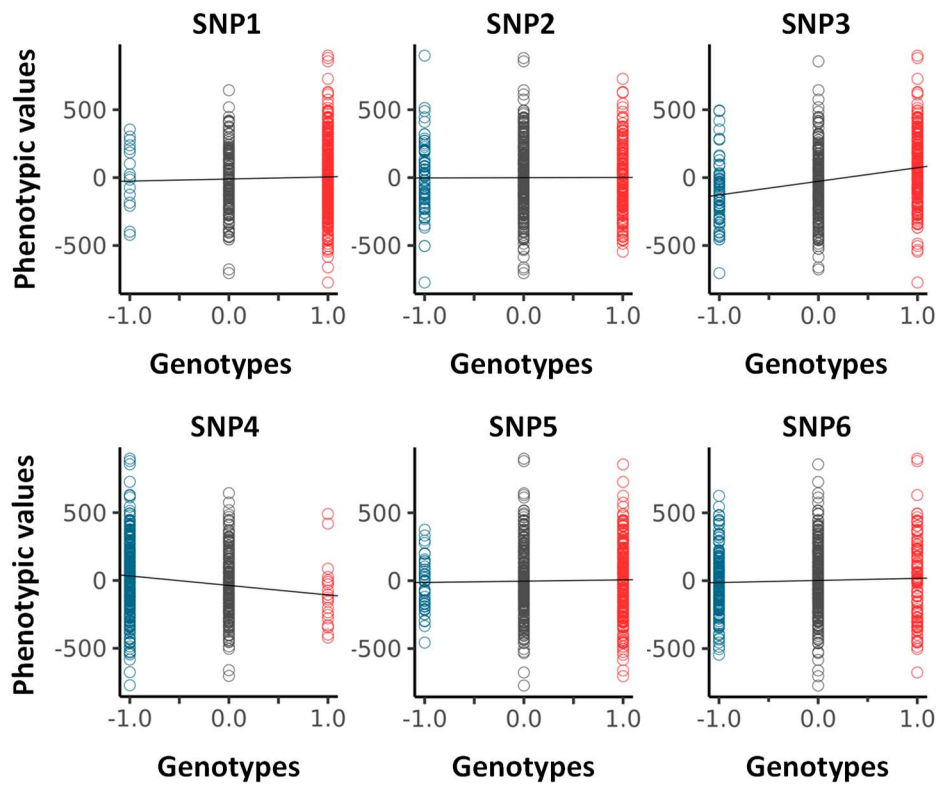 SNP1 SNP2 SNP3
Phenotypic values
500 500 500
0 0 0
-500 -500 -500
-1.0 0.0 1.0 -1.0 0.0 1.0 -1.0 0.0 1.0
Genotypes Genotypes Genotypes
SNP4 SNP5 SNP6
Phenotypic values
500 500 500
0 0 0
-500 -500 -500
-1.0 0.0 1.0 -1.0 0.0 1.0 -1.0 0.0 1.0
Genotypes Genotypes Genotypes